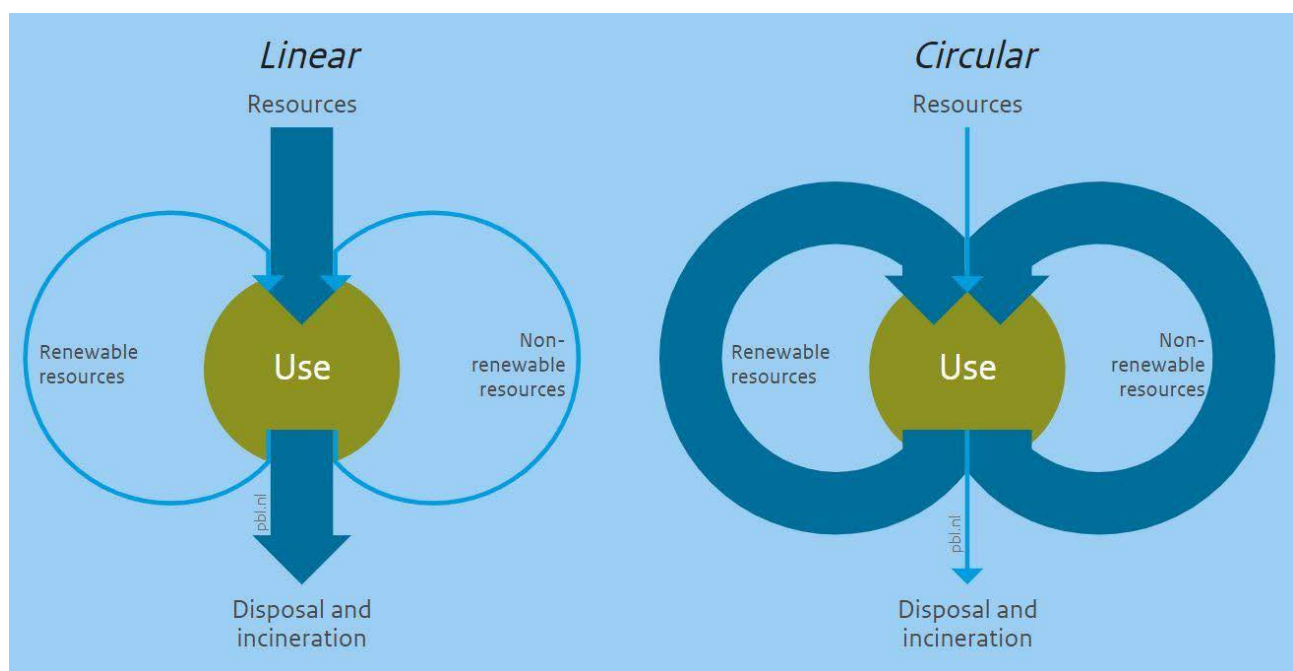 Linear
Resources
Renewable
resources
Use
Non-
renewable
resources
pbl.nl
Disposal and
incineration
Circular
Resources
Renewable
resources
Use
Non-
renewable
resources
pbl.nl
Disposal and
incineration